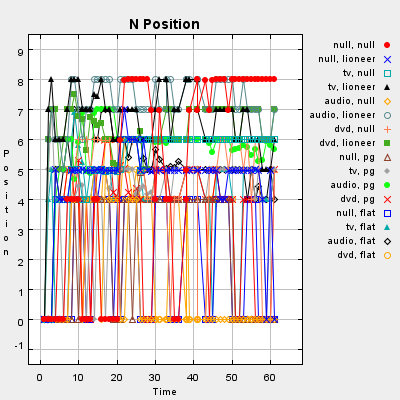 N Position
9
8
7
6
5
4
3
2
1
0
-1
Position
0
10
20
30
40
50
60
Time
null, null
null, lioneer
tv, null
tv, lioneer
audio, null
audio, lioneer
dvd, null
dvd, lioneer
null, pg
tv, pg
audio, pg
dvd, pg
null, flat
tv, flat
audio, flat
dvd, flat